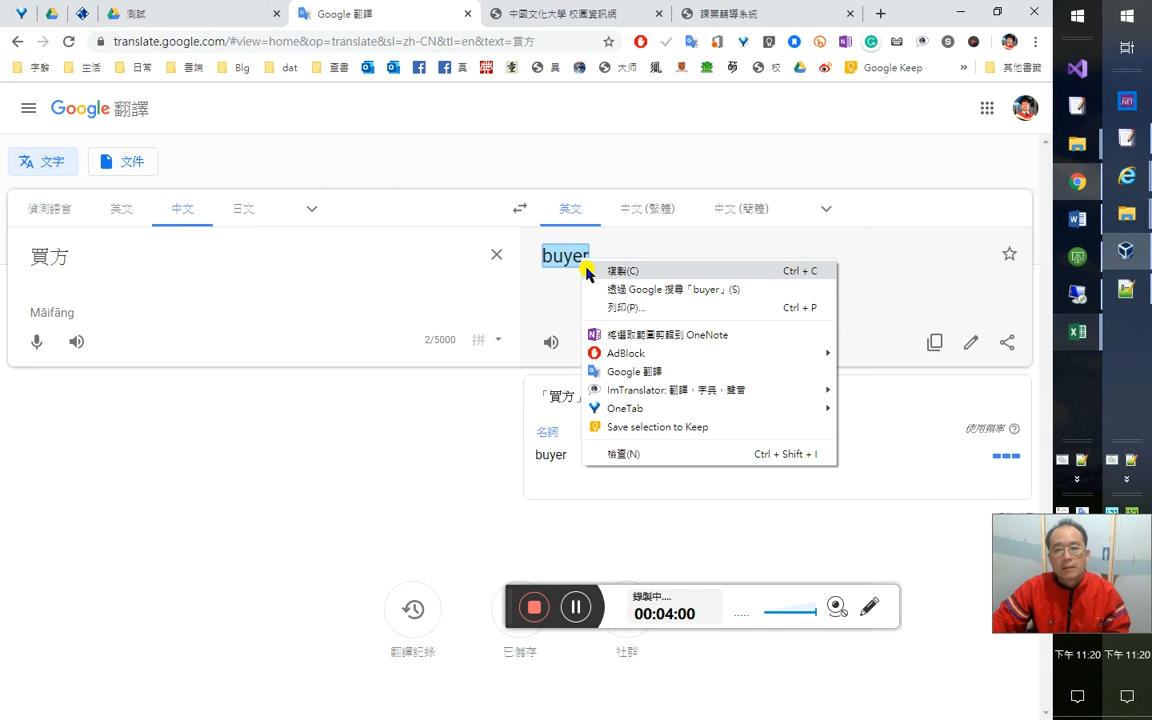 測試
Google 翻譯
中國文化大學 校園資訊網
課業輔導系統
translate.google.com/#view=home&op=translate&sl=zh-CN&tl=en&text=買方
字辭
生活
日常
雲端
Blg
dat
查書
真
異
大師
校
Google Keep
»
其他書籤
Google 翻譯
文字
文件
偵測語言
英文
中文
日文
英文
中文 (繁體)
中文 (簡體)
買方
buyer
Mǎifāng
2/5000
拼
複製(C) Ctrl + C
透過 Google 搜尋「buyer」(S)
列印(P)... Ctrl + P
將選取範圍剪輯到 OneNote
AdBlock
Google 翻譯
ImTranslator: 翻譯，字典，聲音
OneTab
Save selection to Keep
檢查(N) Ctrl + Shift + I
「買方」
名詞
使用頻率
buyer
翻譯記錄
已儲存
社群
錄製中....
00:04:00
下午 11:20
下午 11:20